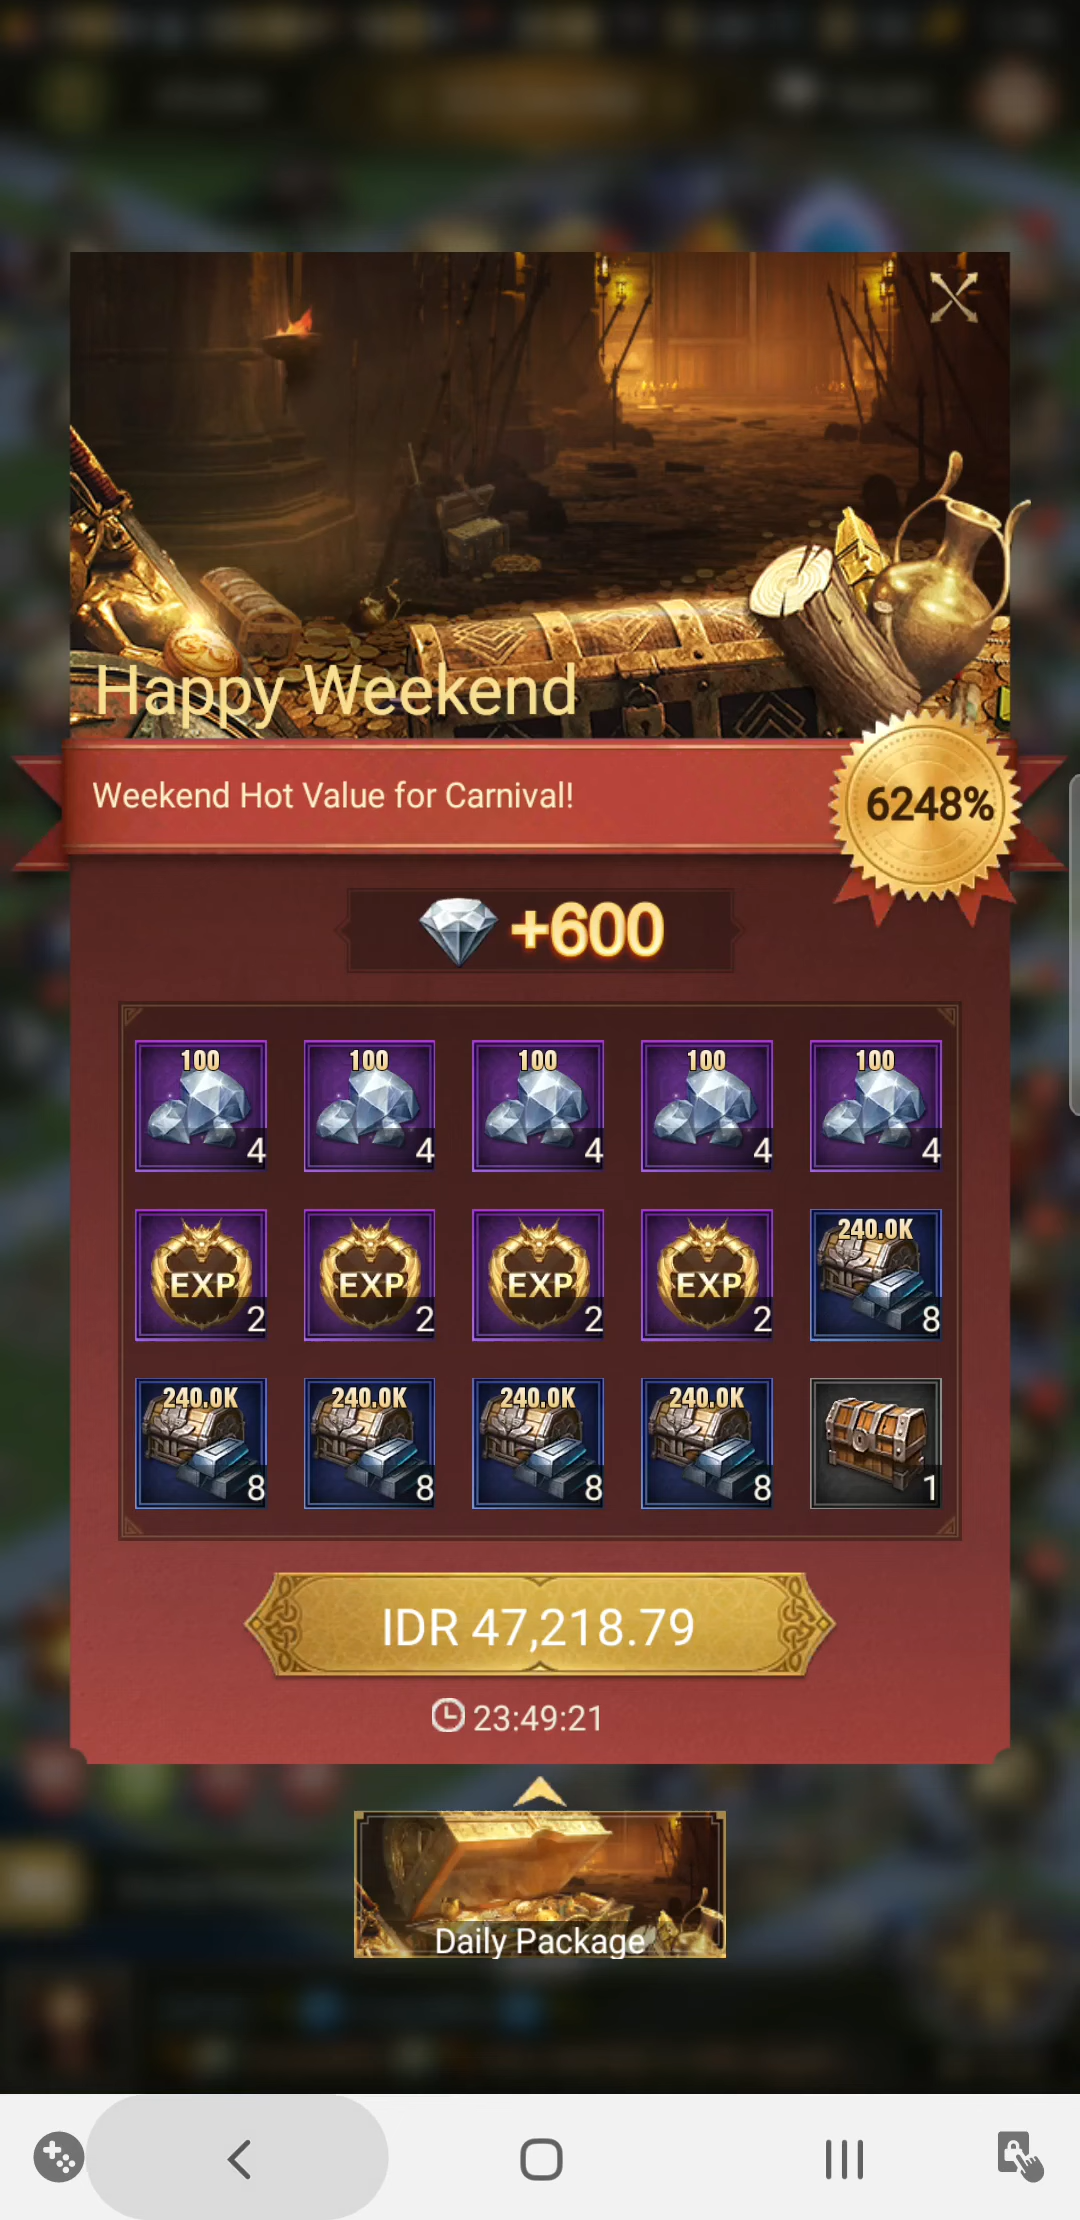 Happy Weekend
Weekend Hot Value for Carnival!
6248%
+600
100 100 100 100 100
4 4 4 4 4
EXP EXP EXP EXP 240.0K
2 2 2 2 8
240.0K 240.0K 240.0K 240.0K
8 8 8 8 1
IDR 47,218.79
23:49:21
Daily Package